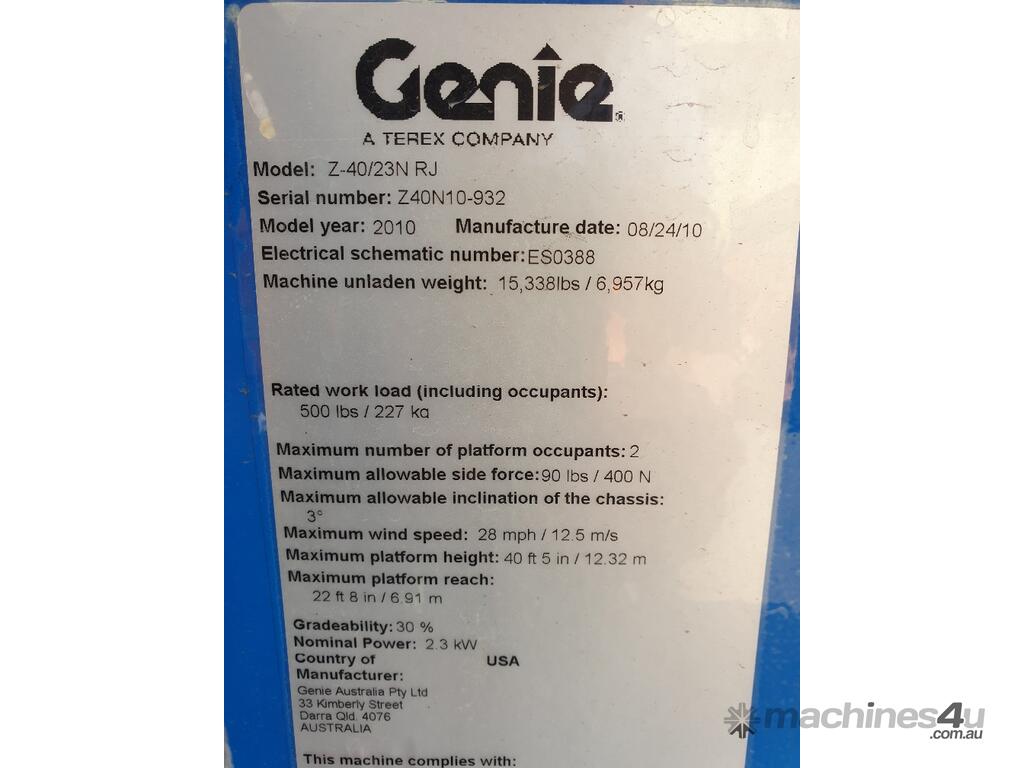 Genie
A TEREX COMPANY
Model: Z-40/23N RJ
Serial number: Z40N10-932
Model year: 2010 Manufacture date: 08/24/10
Electrical schematic number: ES0388
Machine unladen weight: 15,338lbs / 6,957kg
Rated work load (including occupants):
500 lbs / 227 kg
Maximum number of platform occupants: 2
Maximum allowable side force: 90 lbs / 400 N
Maximum allowable inclination of the chassis:
3°
Maximum wind speed: 28 mph / 12.5 m/s
Maximum platform height: 40 ft 5 in / 12.32 m
Maximum platform reach:
22 ft 8 in / 6.91 m
Gradeability: 30 %
Nominal Power: 2.3 kW
Country of USA
Manufacturer:
Genie Australia Pty Ltd
33 Kimberly Street
Darra Qld. 4076
AUSTRALIA
This machine complies with:
machines4u
.com.au